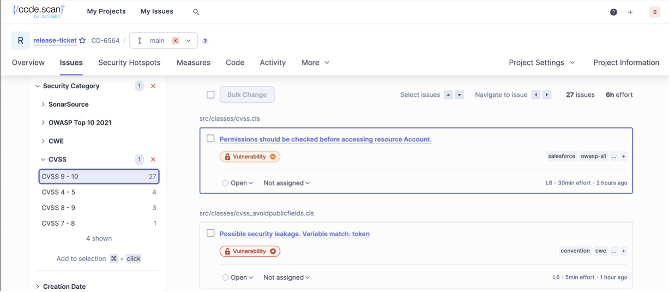 {ccde.scan}
by AutoRABIT
My Projects
My Issues
S
R
release-ticket
CD-6564 /
main
Overview
Issues
Security Hotspots
Measures
Code
Activity
More
Project Settings
Project Information
Security Category
1
SonarSource
OWASP Top 10 2021
CWE
CVSS
1
CVSS 9 - 10 27
CVSS 4 - 5 4
CVSS 8 - 9 3
CVSS 7 - 8 1
4 shown
Add to selection ⌘ + click
Creation Date
Bulk Change
Select issues
Navigate to issue
27 issues
6h effort
src/classes/cvss.cls
Permissions should be checked before accessing resource Account.
Vulnerability
salesforce owasp-a1 ... +
Open
Not assigned
L6 · 30min effort · 2 hours ago
src/classes/cvss_avoidpublicfields.cls
Possible security leakage. Variable match: token
Vulnerability
convention cwe ... +
Open
Not assigned
L6 · 5min effort · 1 hour ago